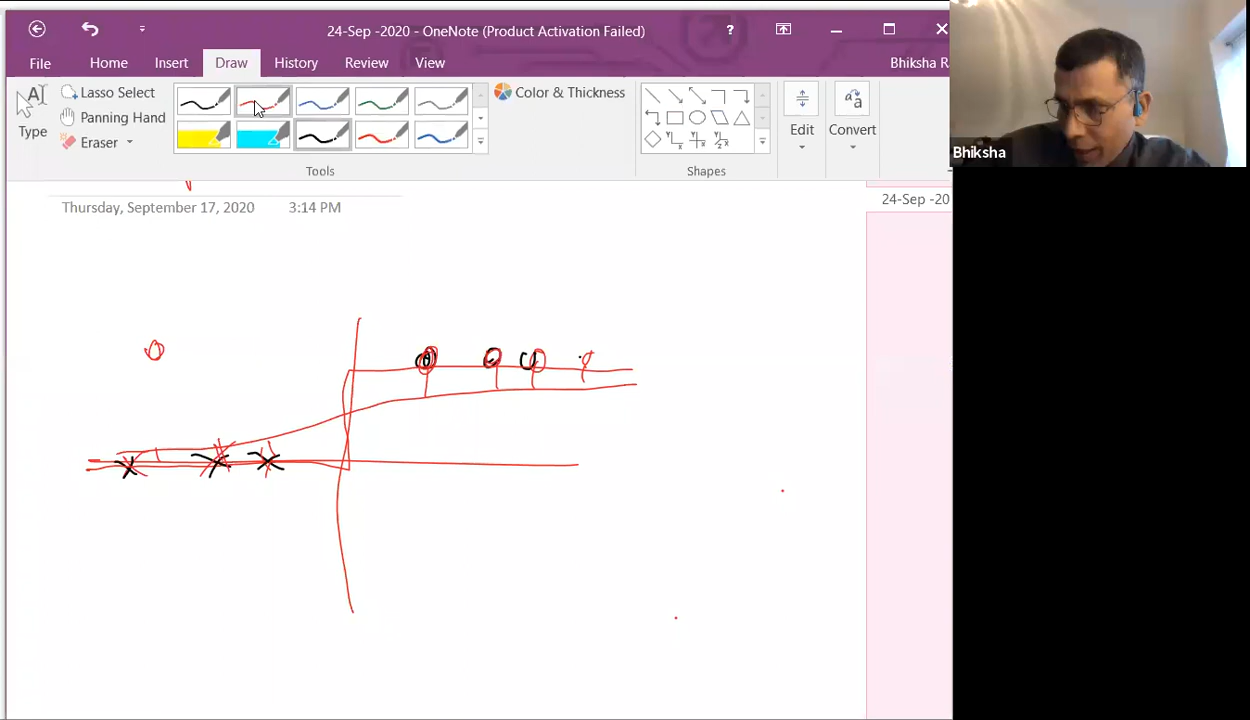 24-Sep -2020 - OneNote (Product Activation Failed)
?
File Home Insert Draw History Review View
Bhiksha R
Type
Lasso Select
Panning Hand
Eraser
Color & Thickness
Edit
Convert
Tools
Shapes
Bhiksha
Thursday, September 17, 2020 3:14 PM
24-Sep -20